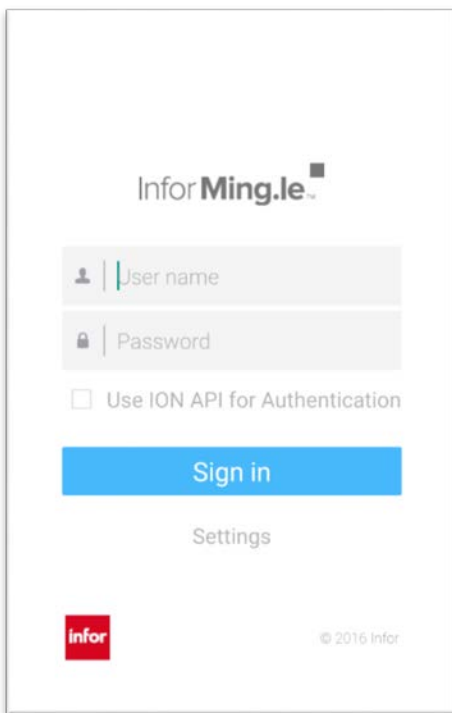 Infor Ming.le™
User name
Password
Use ION API for Authentication
Sign in
Settings
infor
© 2016 Infor